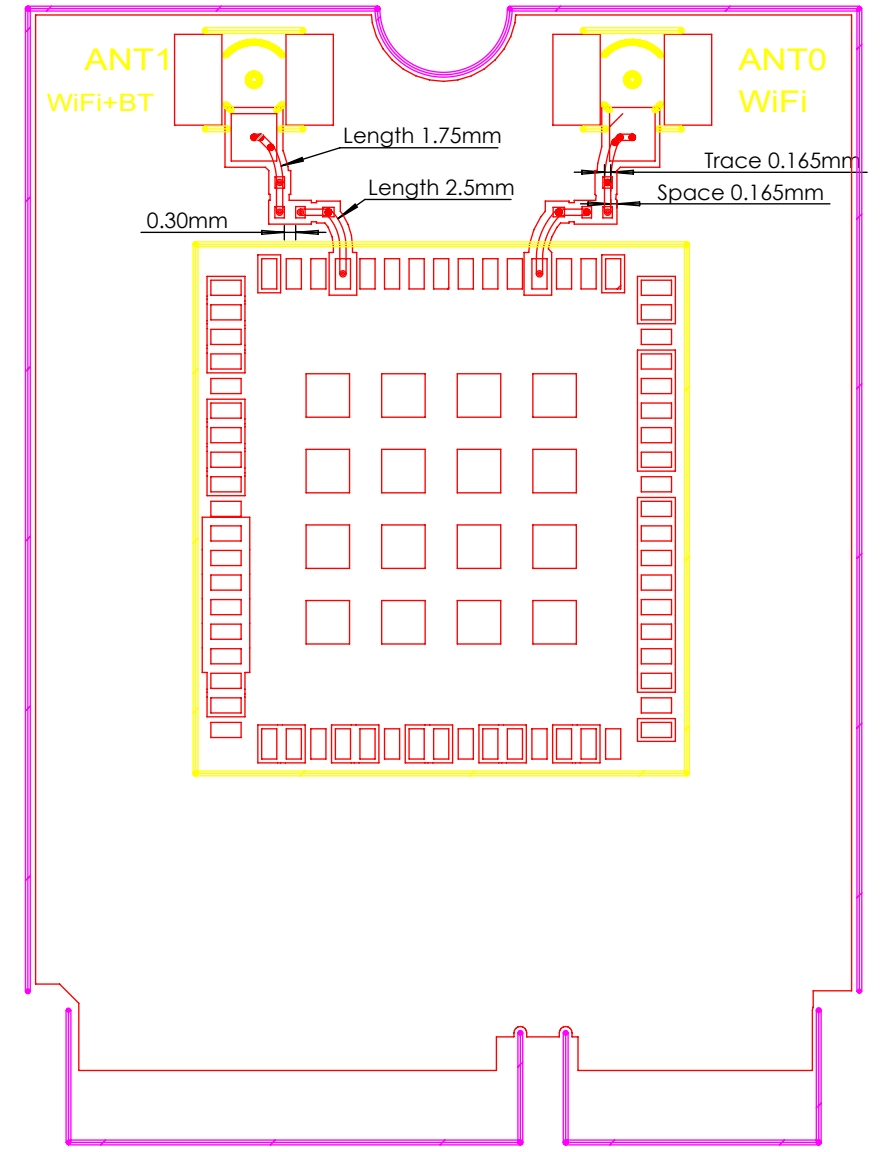 ANT1
WiFi+BT
ANT0
WiFi
Length 1.75mm
Trace 0.165mm
Length 2.5mm
Space 0.165mm
0.30mm